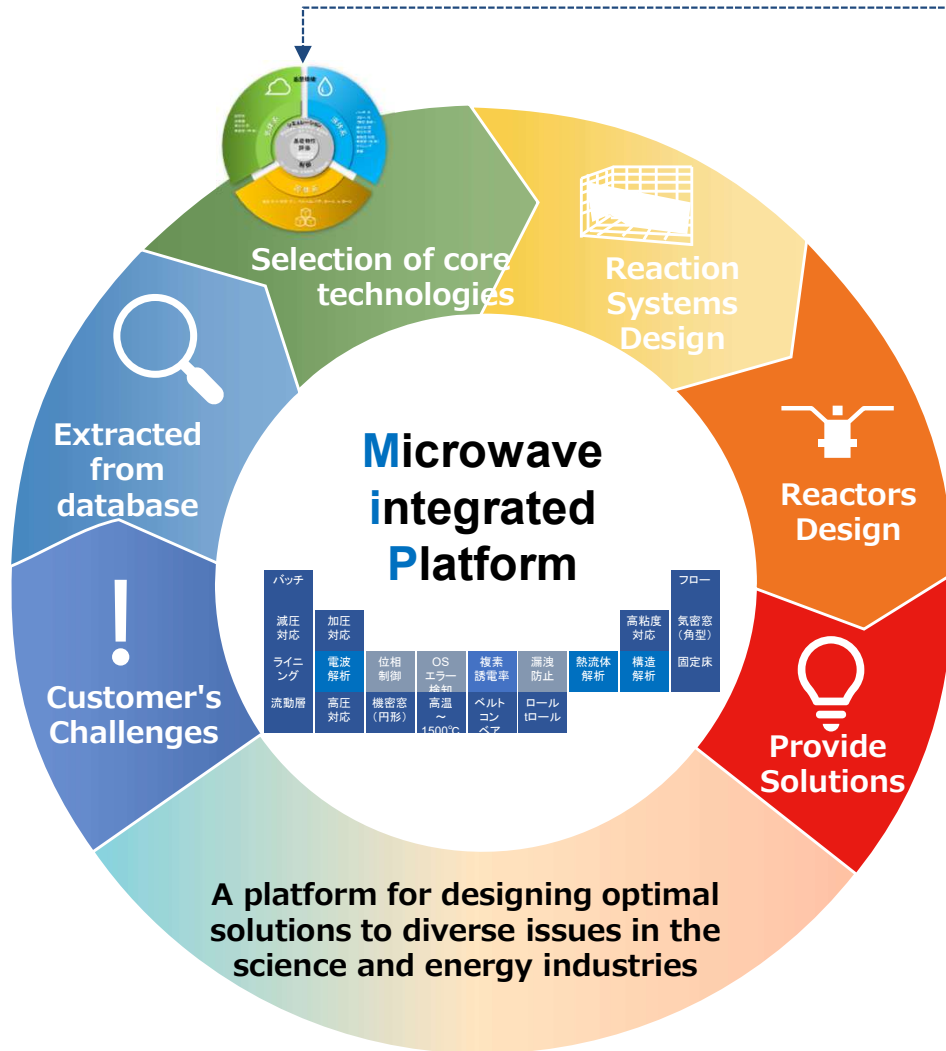 Selection of core
technologies
Reaction
Systems
Design
Extracted
from
database
Reactors
Design
Customer's
Challenges
Provide
Solutions
Microwave
integrated
Platform
バッチ
フロー
減圧
対応
加圧
対応
高粘度
対応
気密窓
(角型)
ライニ
ング
電波
解析
位相
制御
OS
エラー
検知
複素
誘電率
漏洩
防止
熱流体
解析
構造
解析
固定床
流動層
高圧
対応
機密窓
(円形)
高温
～
1500℃
ベルト
コン
ベア
ロール
tロール
A platform for designing optimal
solutions to diverse issues in the
science and energy industries